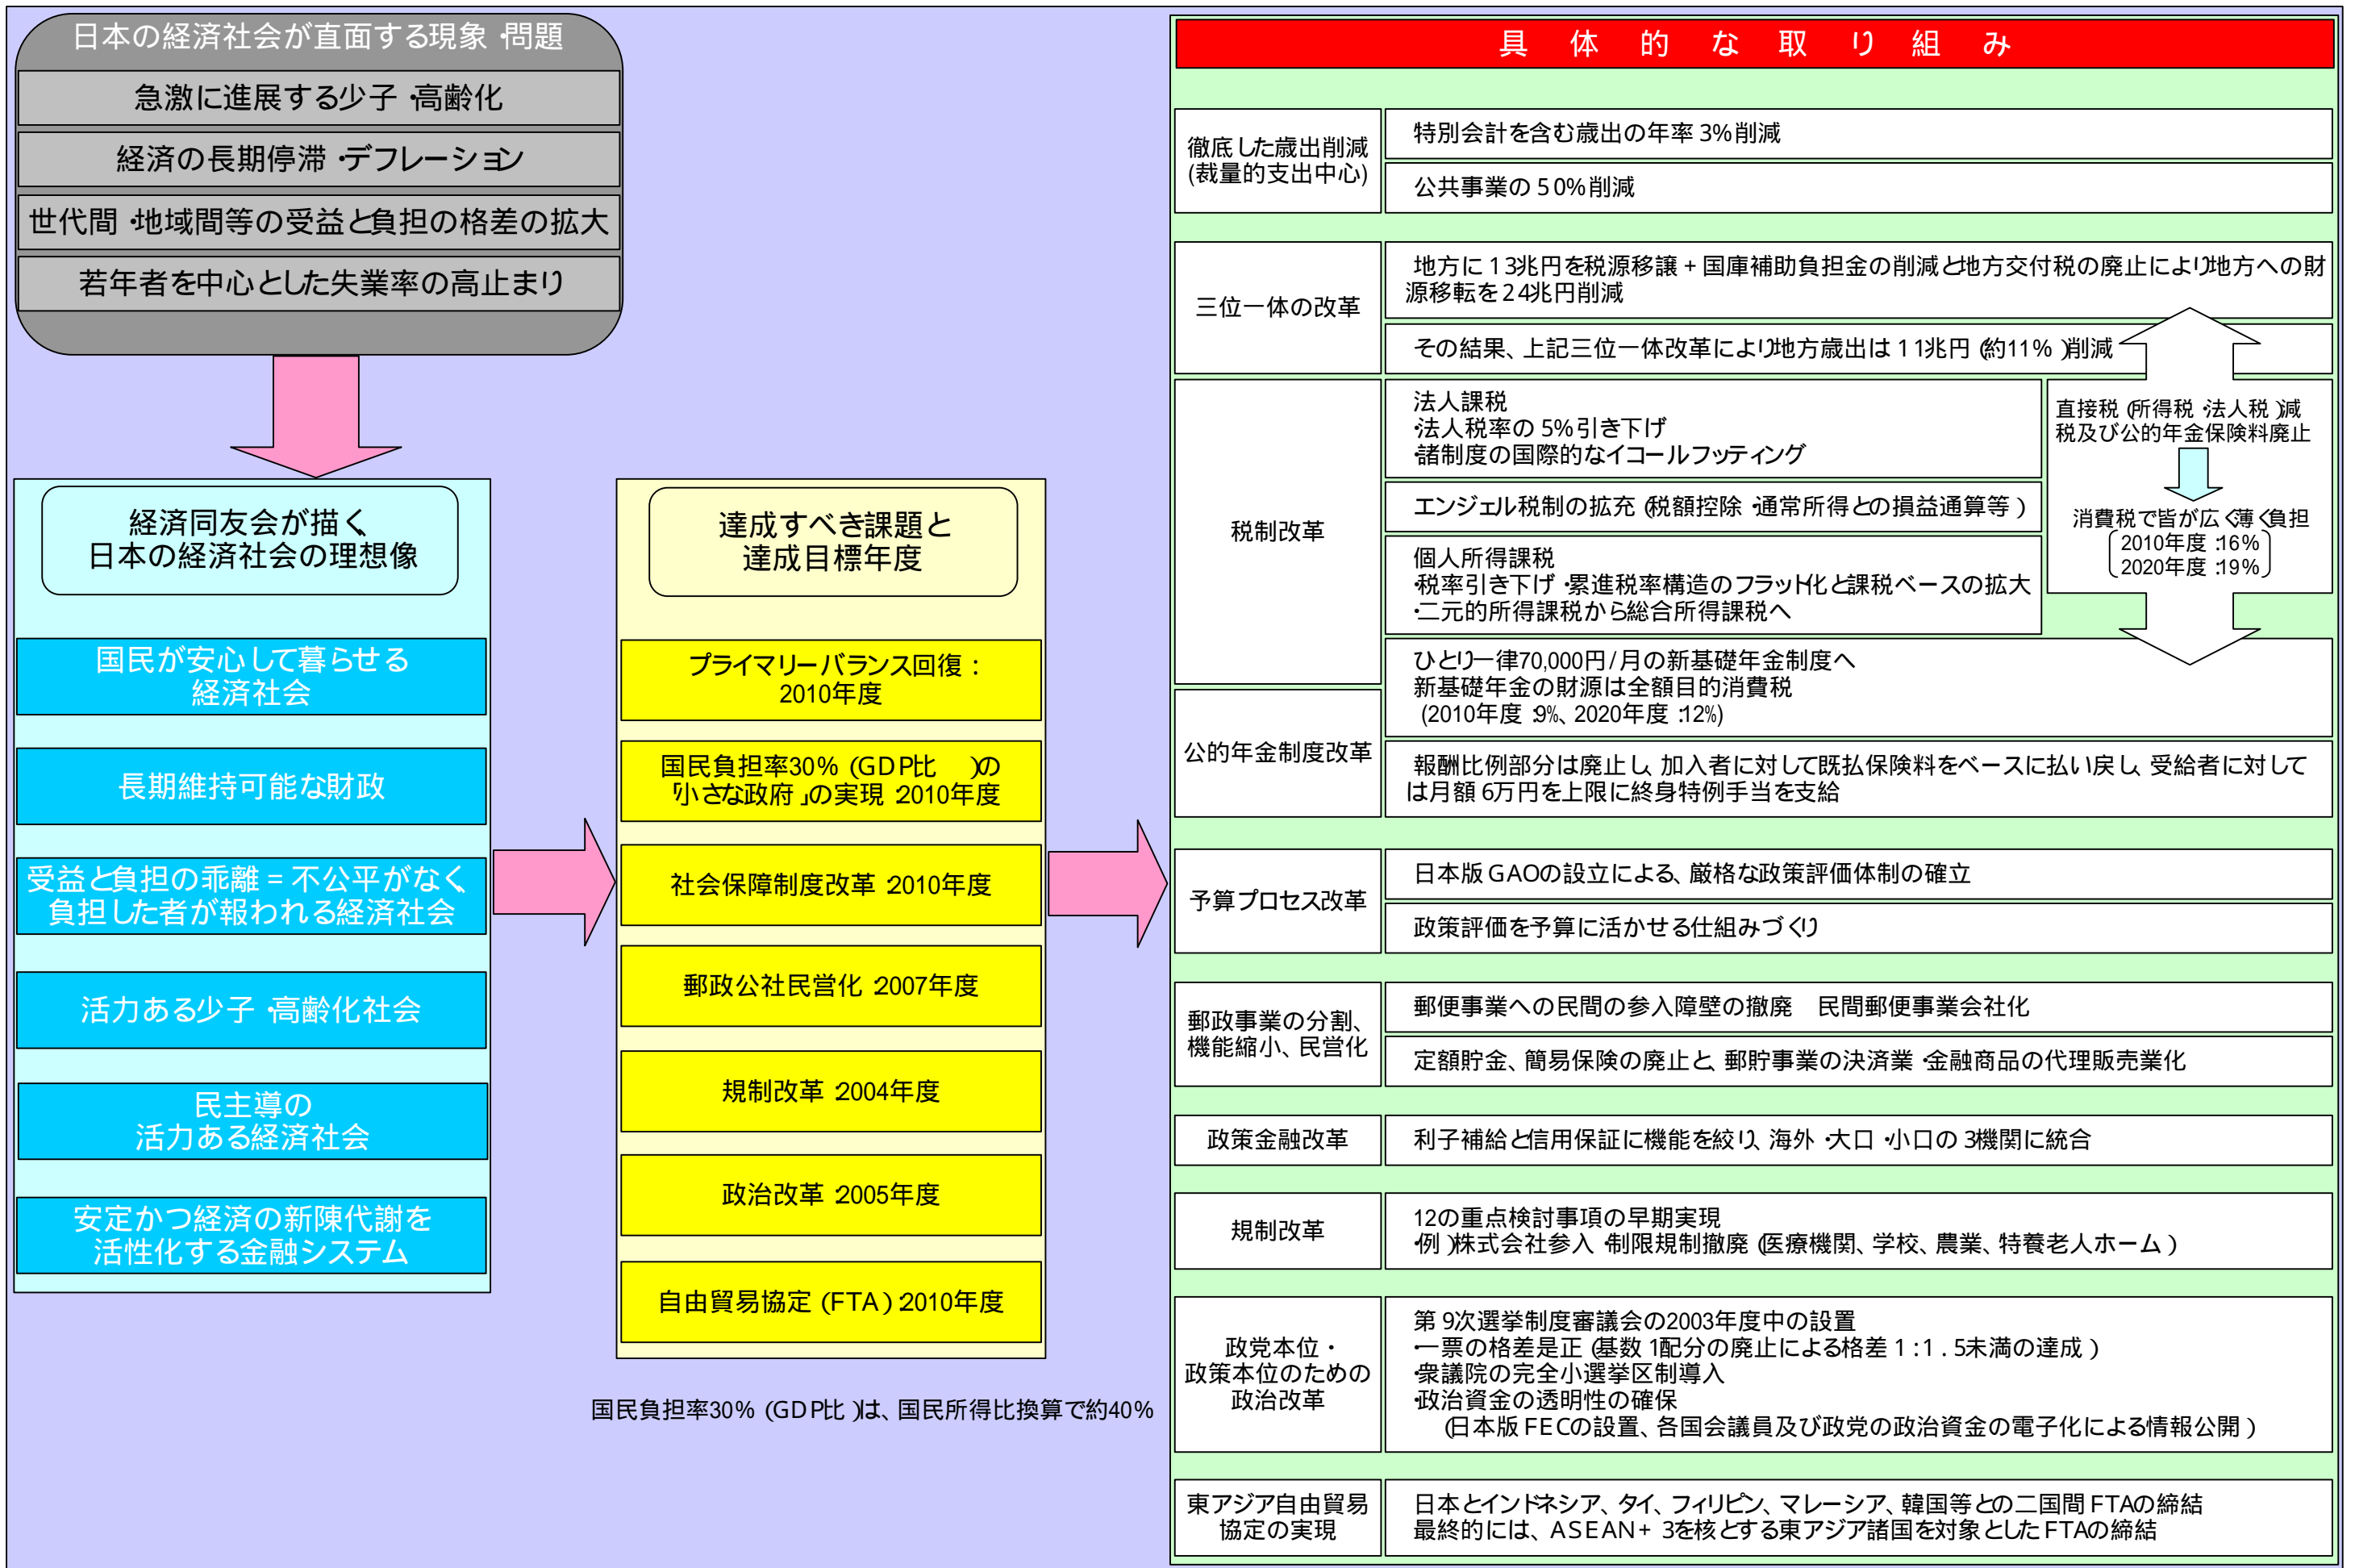 日本の経済社会が直面する現象・問題
急激に進展する少子・高齢化
経済の長期停滞・デフレーション
世代間・地域間等の受益と負担の格差の拡大
若年者を中心とした失業率の高止まり
経済同友会が描く、
日本の経済社会の理想像
国民が安心して暮らせる
経済社会
長期維持可能な財政
受益と負担の乖離=不公平がなく、
負担した者が報われる経済社会
活力ある少子・高齢化社会
民主導の
活力ある経済社会
安定かつ経済の新陳代謝を
活性化する金融システム
達成すべき課題と
達成目標年度
プライマリーバランス回復:
2010年度
国民負担率30%(GDP比 )の
「小さな政府」の実現:2010年度
社会保障制度改革:2010年度
郵政公社民営化:2007年度
規制改革:2004年度
政治改革:2005年度
自由貿易協定(FTA):2010年度
国民負担率30%(GDP比)は、国民所得比換算で約40%
具体的な取り組み
徹底した歳出削減
(裁量的支出中心)
特別会計を含む歳出の年率3%削減
公共事業の50%削減
三位一体の改革
地方に13兆円を税源移譲+国庫補助負担金の削減と地方交付税の廃止により地方への財
源移転を24兆円削減
その結果、上記三位一体改革により地方歳出は11兆円(約11%)削減
税制改革
法人課税
・法人税率の5%引き下げ
・諸制度の国際的なイコールフッティング
エンジェル税制の拡充(税額控除・通常所得との損益通算等)
個人所得課税
・税率引き下げ・累進税率構造のフラット化と課税ベースの拡大
・二元的所得課税から総合所得課税へ
直接税(所得税・法人税)減
税及び公的年金保険料廃止
消費税で皆が広く薄く負担
2010年度:16%
2020年度:19%
公的年金制度改革
ひとり一律70,000円/月の新基礎年金制度へ
新基礎年金の財源は全額目的消費税
(2010年度:9%、2020年度:12%)
報酬比例部分は廃止し、加入者に対して既払保険料をベースに払い戻し、受給者に対して
は月額6万円を上限に終身特例手当を支給
予算プロセス改革
日本版GAOの設立による、厳格な政策評価体制の確立
政策評価を予算に活かせる仕組みづくり
郵政事業の分割、
機能縮小、民営化
郵便事業への民間の参入障壁の撤廃 民間郵便事業会社化
定額貯金、簡易保険の廃止と、郵貯事業の決済業・金融商品の代理販売業化
政策金融改革
利子補給と信用保証に機能を絞り、海外・大口・小口の3機関に統合
規制改革
12の重点検討事項の早期実現
・例)株式会社参入・制限規制撤廃(医療機関、学校、農業、特養老人ホーム)
政党本位・
政策本位のための
政治改革
第9次選挙制度審議会の2003年度中の設置
・一票の格差是正(基数1配分の廃止による格差1:1.5未満の達成)
・衆議院の完全小選挙区制導入
・政治資金の透明性の確保
(日本版FECの設置、各国会議員及び政党の政治資金の電子化による情報公開)
東アジア自由貿易
協定の実現
日本とインドネシア、タイ、フィリピン、マレーシア、韓国等との二国間FTAの締結
最終的には、ASEAN+3を核とする東アジア諸国を対象としたFTAの締結